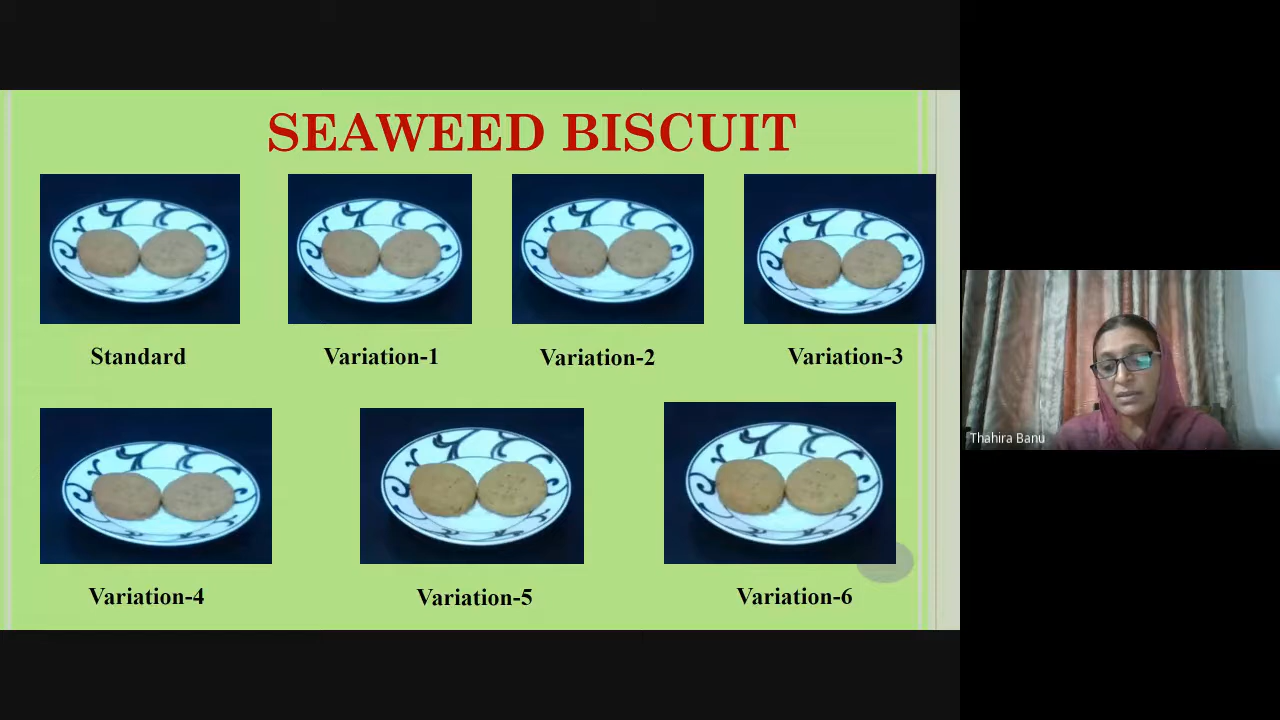 SEAWEED BISCUIT
Standard
Variation-1
Variation-2
Variation-3
Variation-4
Variation-5
Variation-6
Thahira Banu